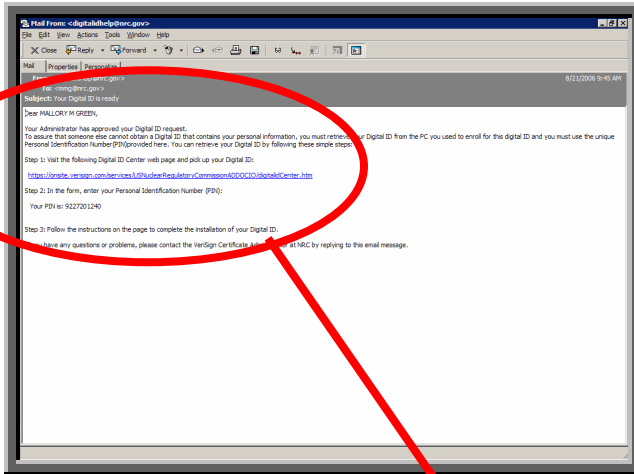 Mail From: <digitalidhelp@nrc.gov>
File Edit View Actions Tools Window Help
Close Reply Forward
Mail Properties Personalize
8/21/2006 9:45 AM
To: <mmg@nrc.gov>
Subject: Your Digital ID is ready
Dear MALLORY M GREEN,
Your Administrator has approved your Digital ID request.
To assure that someone else cannot obtain a Digital ID that contains your personal information, you must retrieve Digital ID from the PC you used to enroll for this digital ID and you must use the unique
Personal Identification Number(PIN)provided here. You can retrieve your Digital ID by following these simple steps:
Step 1: Visit the following Digital ID Center web page and pick up your Digital ID:
https://onsite.verisign.com/services/USNuclearRegulatoryCommissionADDOCIO/digitalidCenter.htm
Step 2: In the form, enter your Personal Identification Number (PIN):
Your PIN is: 9227201240
Step 3: Follow the instructions on the page to complete the installation of your Digital ID.
have any questions or problems, please contact the VeriSign Certificate at NRC by replying to this email message.